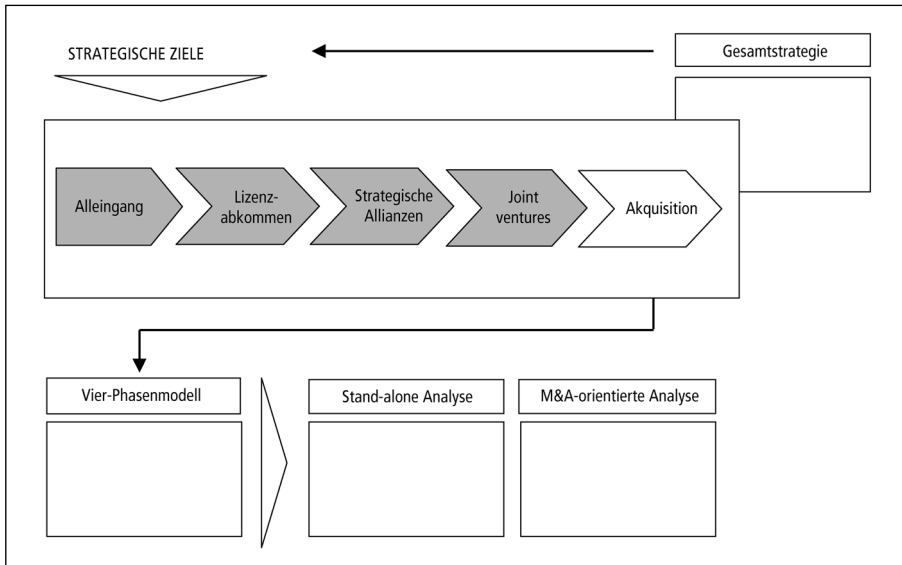 STRATEGISCHE ZIELE
Gesamtstrategie
Alleingang
Lizenz-
abkommen
Strategische
Allianzen
Joint
ventures
Akquisition
Vier-Phasenmodell
Stand-alone Analyse
M&A-orientierte Analyse